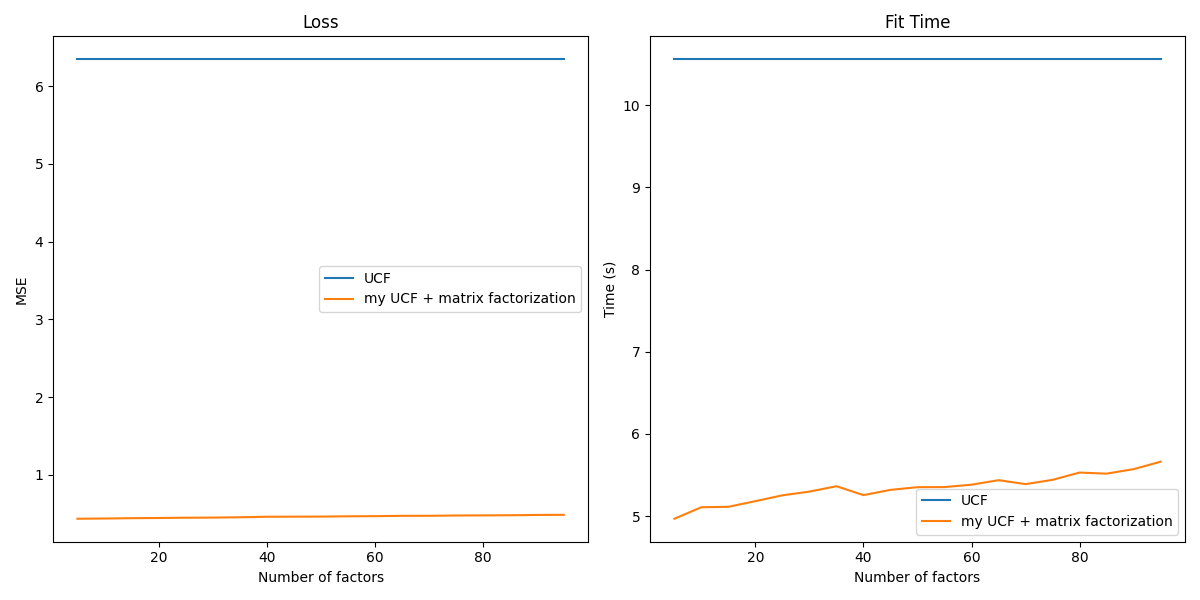 Loss
MSE
6
5
4
3
2
1
UCF
my UCF + matrix factorization
20 40 60 80
Number of factors
Fit Time
Time (s)
10
9
8
7
6
5
UCF
my UCF + matrix factorization
20 40 60 80
Number of factors